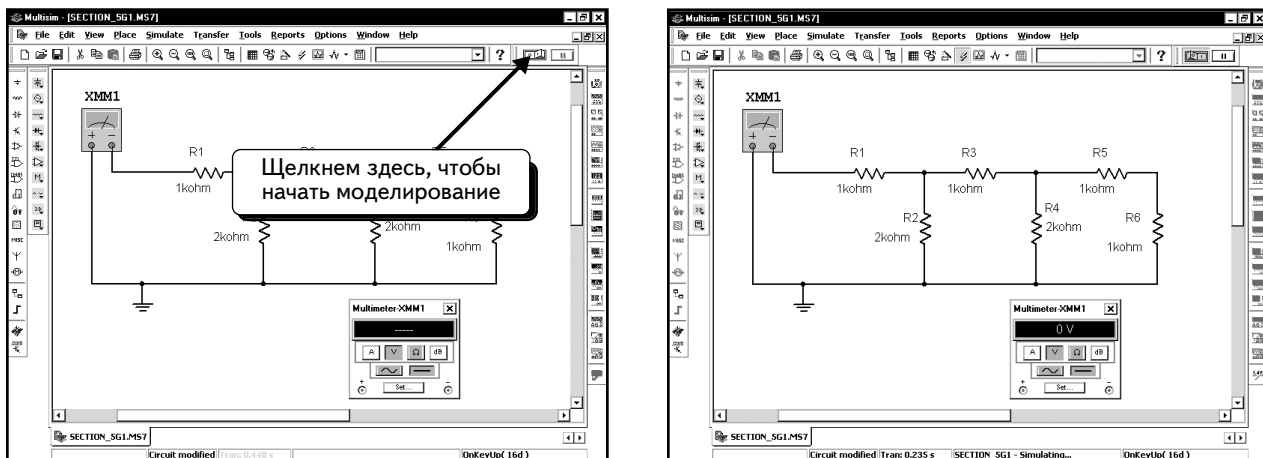 Multisim - [SECTION_5G1.MS7]
File Edit View Place Simulate Transfer Tools Reports Options Window Help
XMM1
R1
1kohm
Щелкнем здесь, чтобы
начать моделирование
2kohm
2kohm
1kohm
Multimeter-XMM1
-----
A V Ω dB
+ Set... -
SECTION_5G1.MS7
Circuit modified Tran: 0.448 s OnKeyUp( 16d )
Multisim - [SECTION_5G1.MS7]
File Edit View Place Simulate Transfer Tools Reports Options Window Help
XMM1
R1 R3 R5
1kohm 1kohm 1kohm
R2 R4 R6
2kohm 2kohm 1kohm
Multimeter-XMM1
0 V
A V Ω dB
+ Set... -
SECTION_5G1.MS7
Circuit modified Tran: 0.235 s SECTION_5G1 - Simulating... OnKeyUp( 16d )